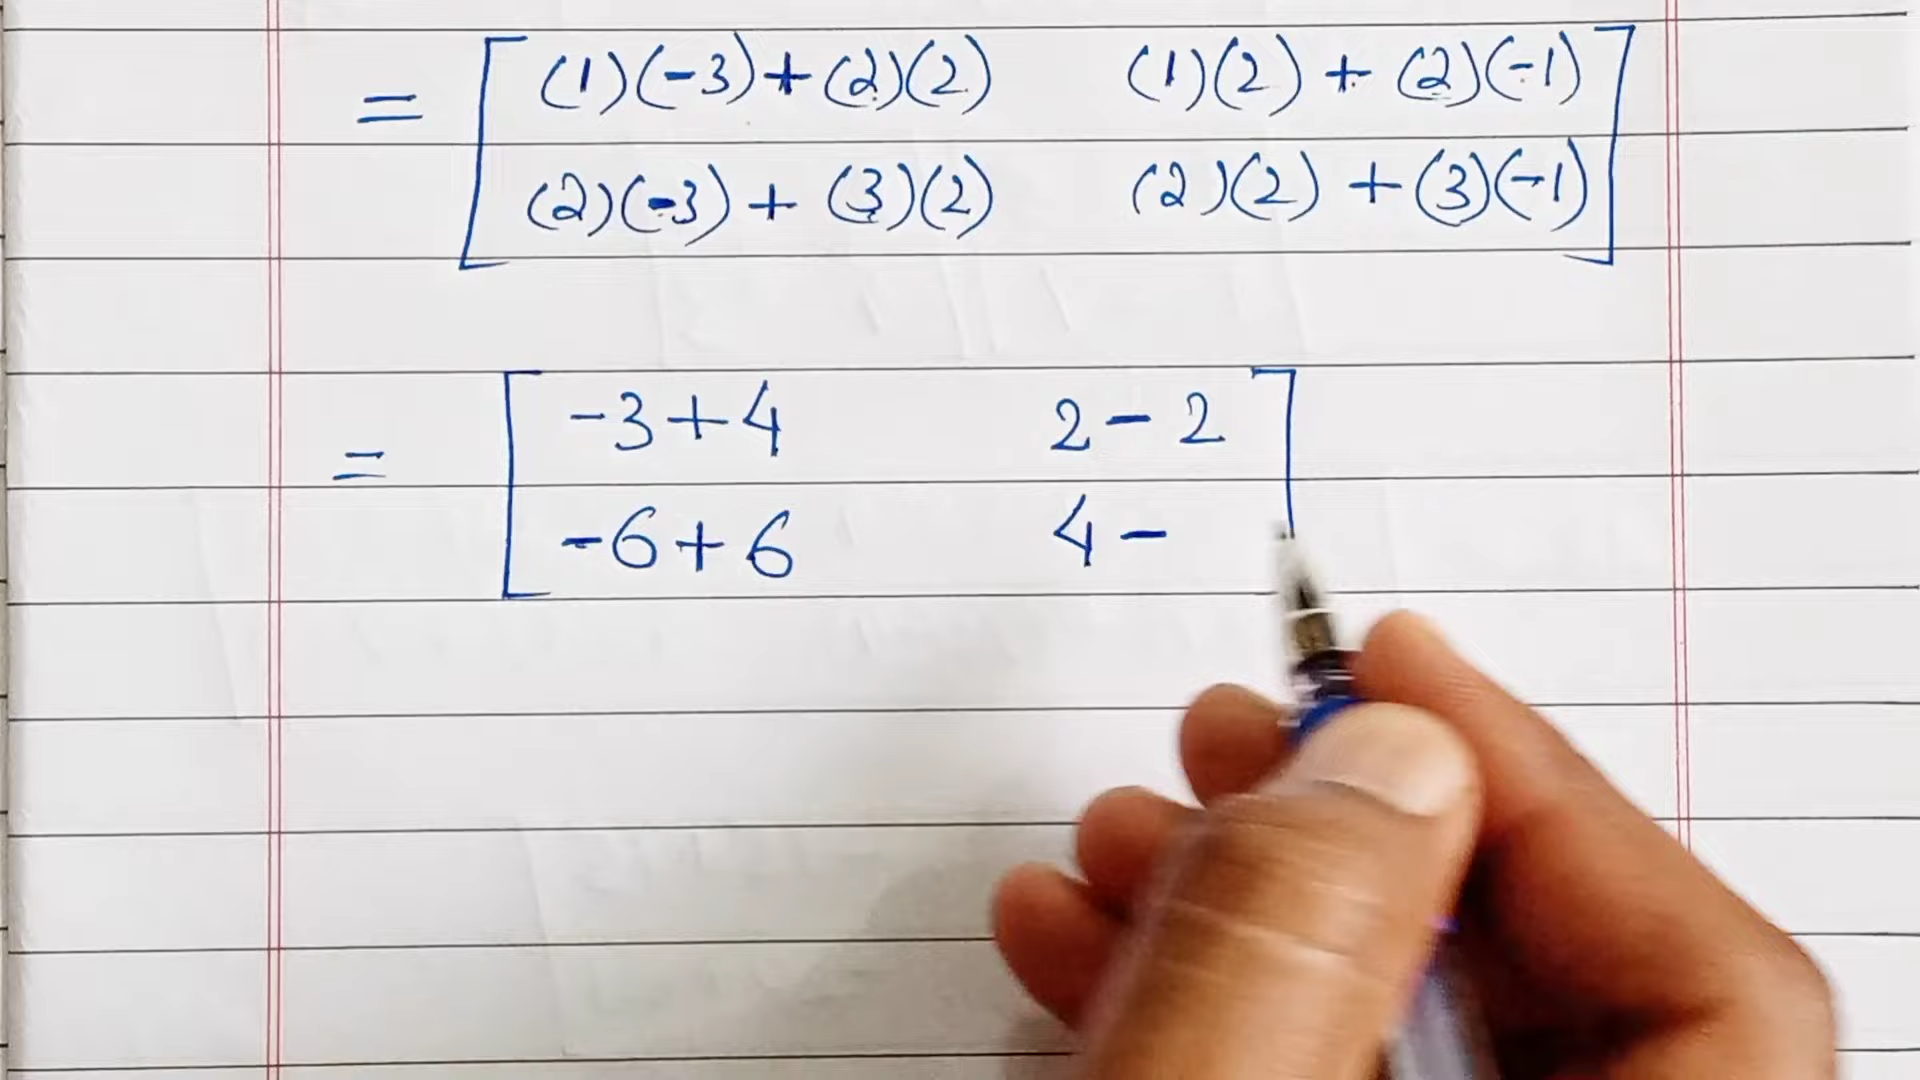 = [ (1)(-3)+(2)(2) (1)(2) + (2)(-1) ]
(2)(-3) + (3)(2) (2)(2) + (3)(-1)
= [ -3+4 2-2 ]
-6+6 4-